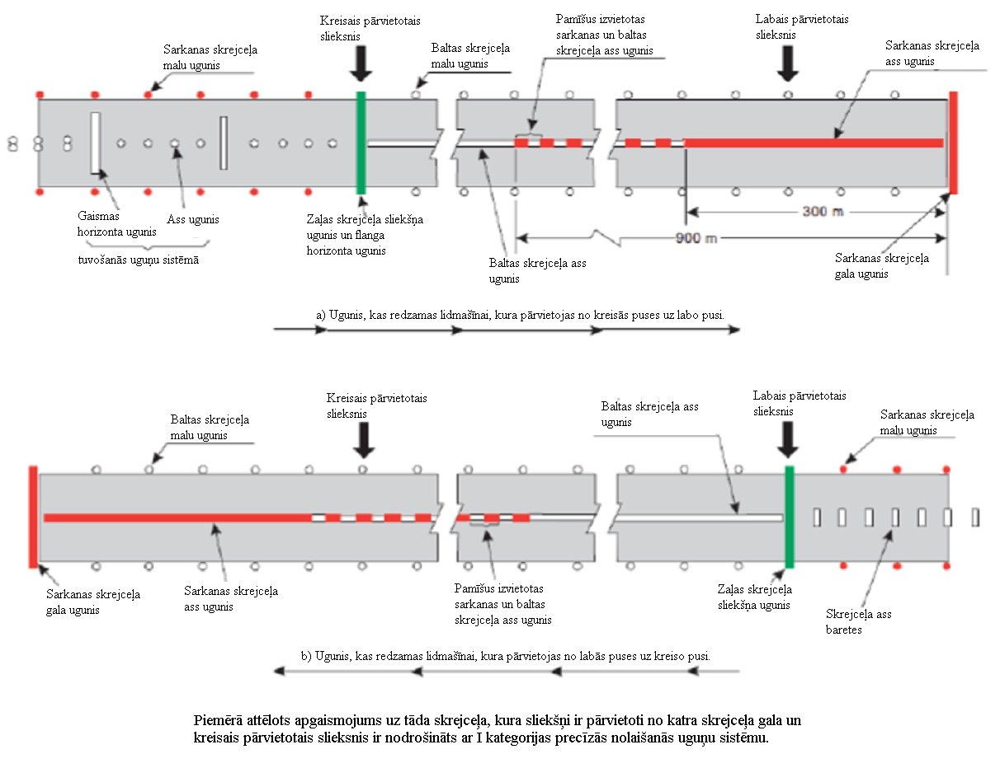 Kreisais pārvietotais
slieksnis
Pamīšus izvietotas
sarkanas un baltas
skrejceļa ass ugunis
Labais pārvietotais
slieksnis
Sarkanas skrejceļa
malu ugunis
Baltas skrejceļa
malu ugunis
Sarkanas skrejceļa
ass ugunis
Gaismas
horizonta ugunis
Ass ugunis
tuvošanās uguņu sistēmā
Zaļas skrejceļa sliekšņa
ugunis un flanga
horizonta ugunis
Baltas skrejceļa ass
ugunis
300 m
900 m
Sarkanas skrejceļa
gala ugunis
a) Ugunis, kas redzamas lidmašīnai, kura pārvietojas no kreisās puses uz labo pusi.
Baltas skrejceļa
malu ugunis
Kreisais pārvietotais
slieksnis
Baltas skrejceļa ass
ugunis
Labais pārvietotais
slieksnis
Sarkanas skrejceļa
malu ugunis
Sarkanas skrejceļa
gala ugunis
Sarkanas skrejceļa
ass ugunis
Pamīšus izvietotas
sarkanas un baltas
skrejceļa ass ugunis
Zaļas skrejceļa
sliekšņa ugunis
Skrejceļa ass
baretes
b) Ugunis, kas redzamas lidmašīnai, kura pārvietojas no labās puses uz kreiso pusi.
Piemērā attēlots apgaismojums uz tāda skrejceļa, kura sliekšņi ir pārvietoti no katra skrejceļa gala un
kreisais pārvietotais slieksnis ir nodrošināts ar I kategorijas precīzās nolaišanās uguņu sistēmu.